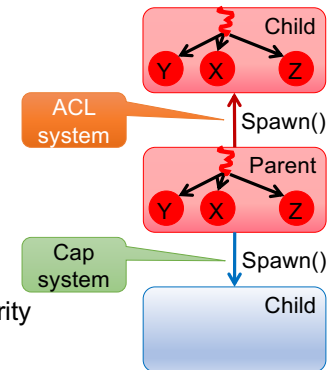 Child
Y X Z
ACL
system
Spawn()
Parent
Y X Z
Cap
system
Spawn()
Child
rity